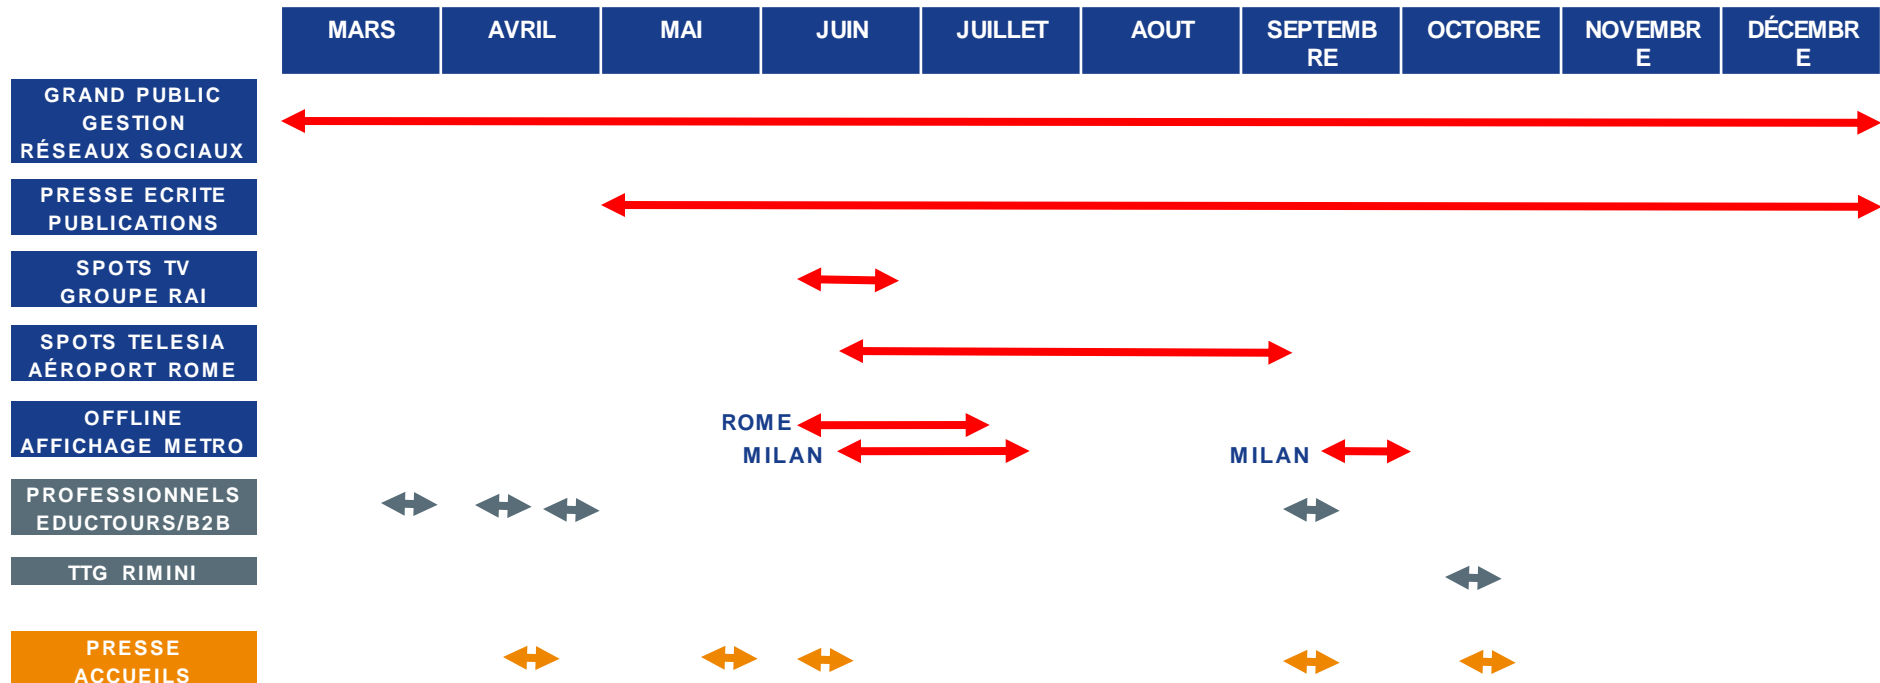 MARS
AVRIL
MAI
JUIN
JUILLET
AOUT
SEPTEMB
RE
OCTOBRE
NOVEMBR
E
DÉCEMBR
E
GRAND PUBLIC
GESTION
RÉSEAUX SOCIAUX
PRESSE ECRITE
PUBLICATIONS
SPOTS TV
GROUPE RAI
SPOTS TELESIA
AÉROPORT ROME
OFFLINE
AFFICHAGE METRO
ROME
MILAN
MILAN
PROFESSIONNELS
EDUCTOURS/B2B
TTG RIMINI
PRESSE
ACCUEILS